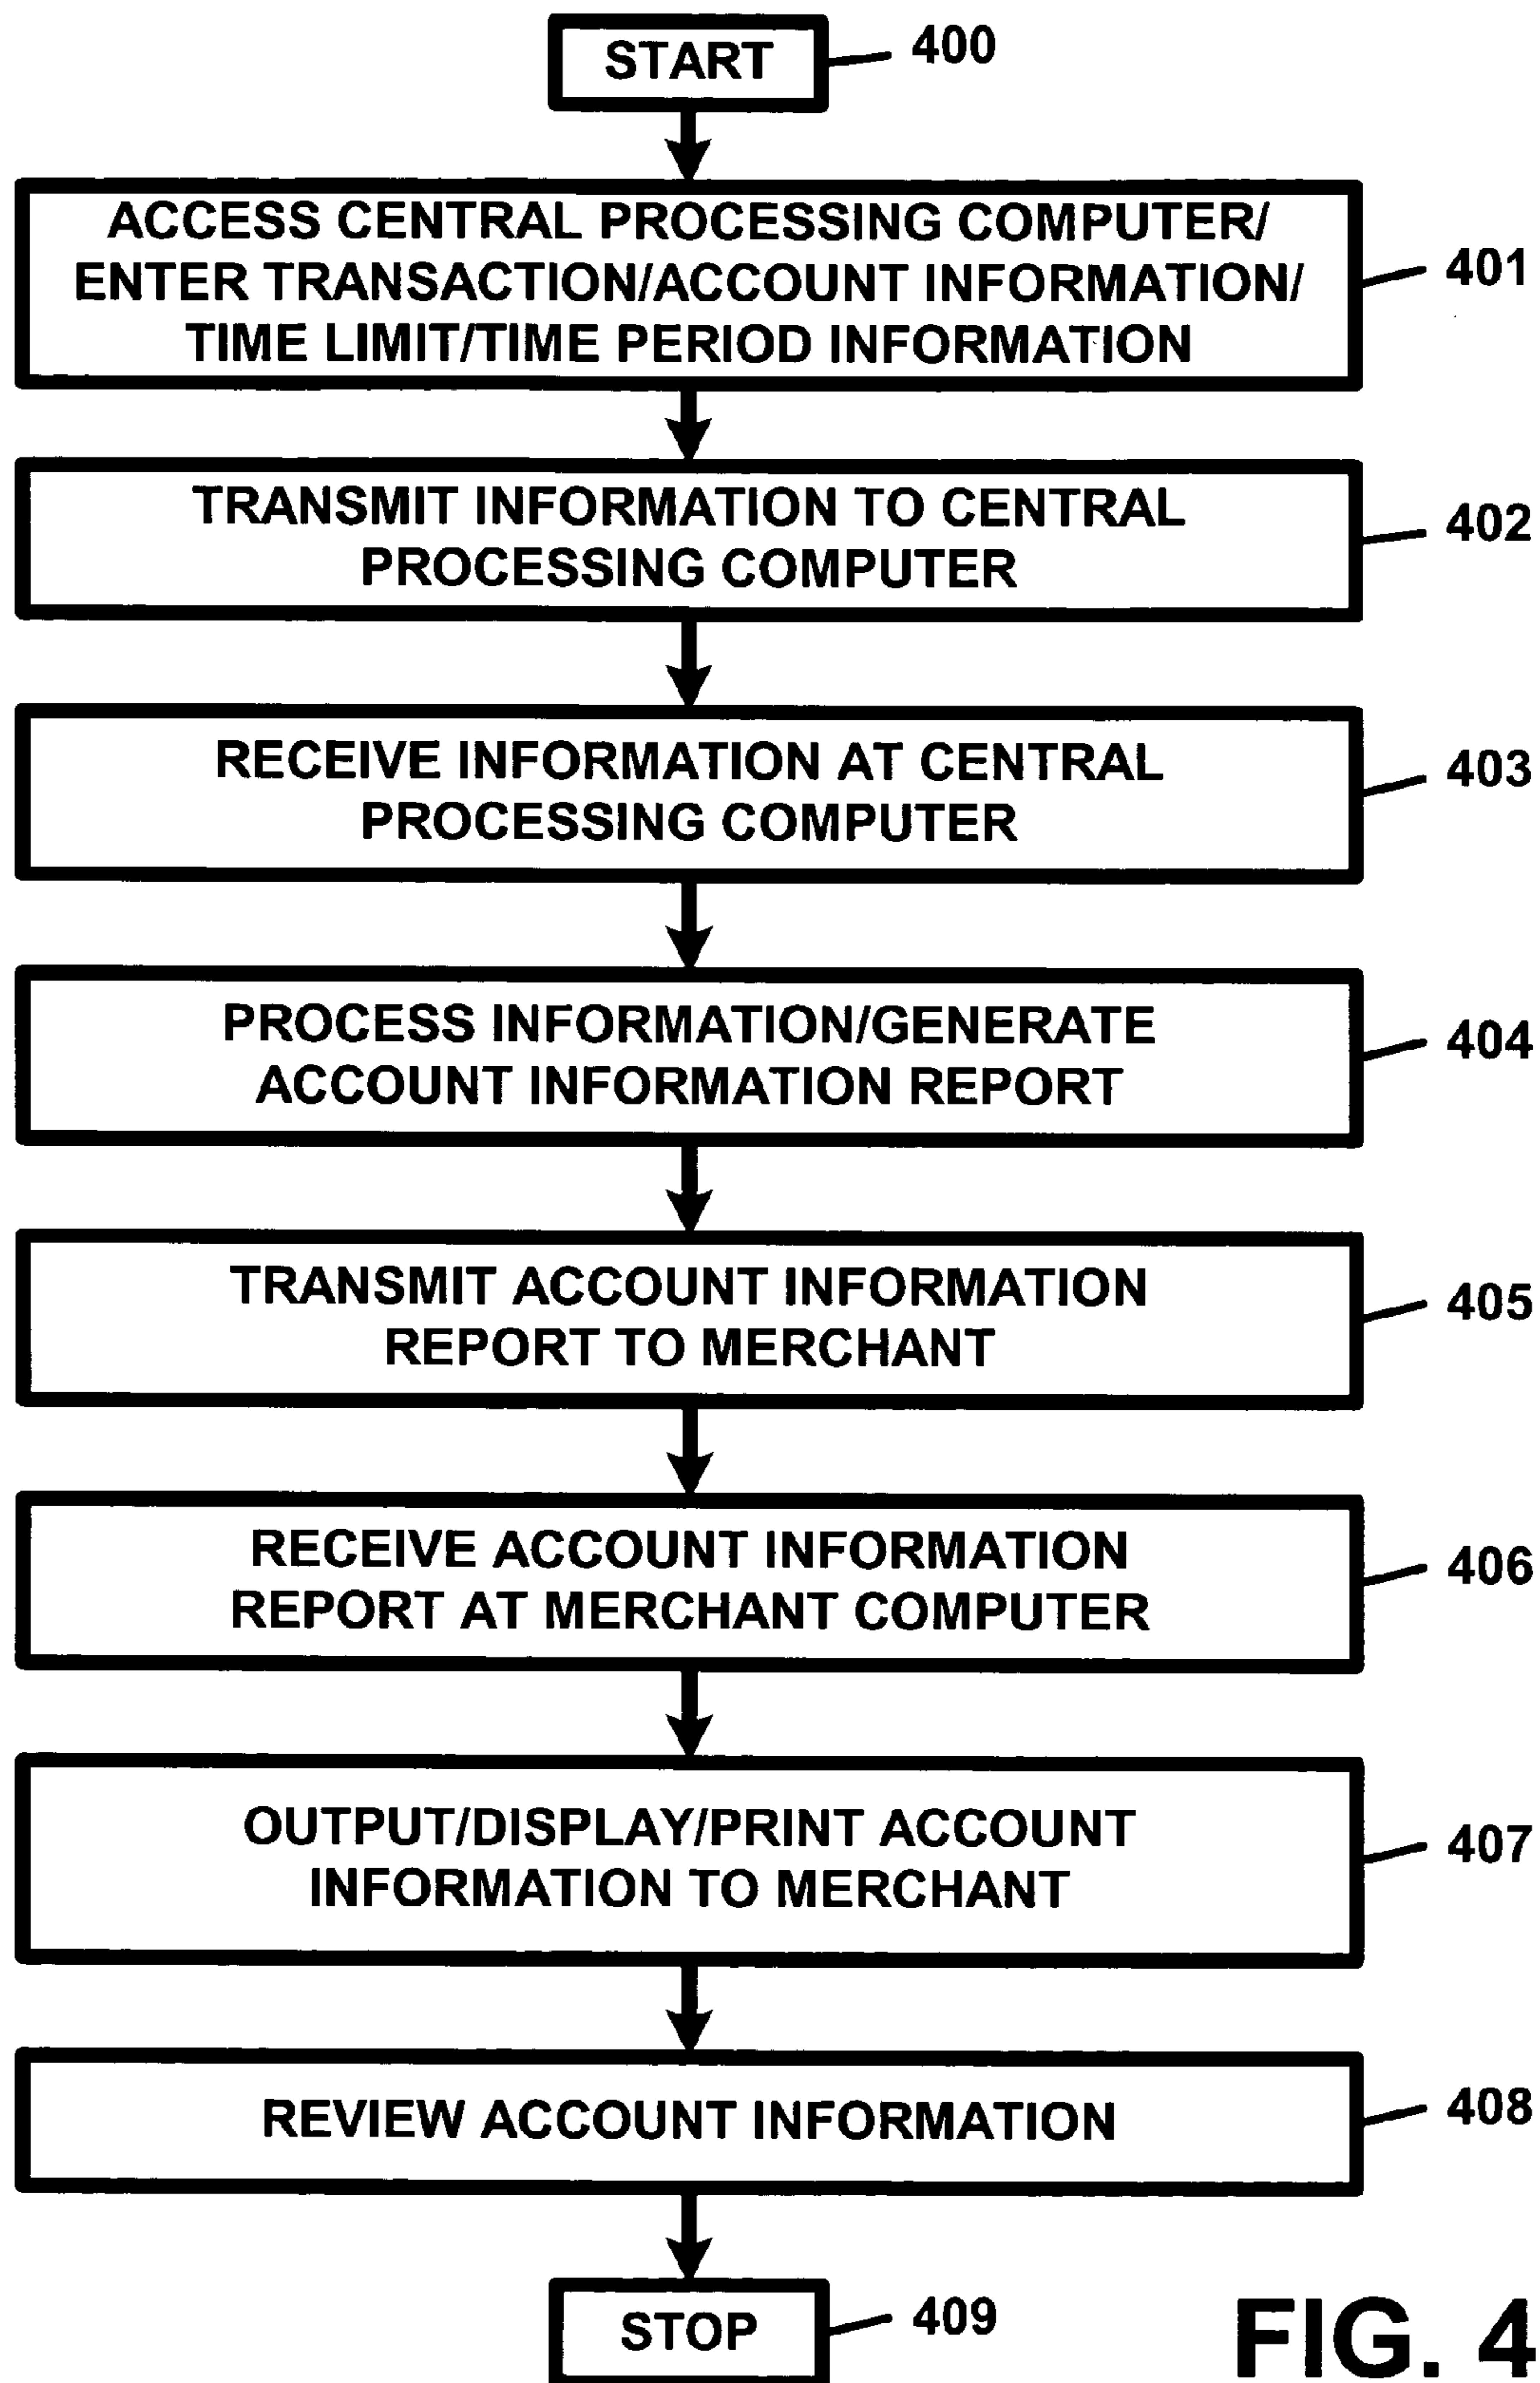 START
400
ACCESS CENTRAL PROCESSING COMPUTER/
ENTER TRANSACTION/ACCOUNT INFORMATION/
TIME LIMIT/TIME PERIOD INFORMATION
401
TRANSMIT INFORMATION TO CENTRAL
PROCESSING COMPUTER
402
RECEIVE INFORMATION AT CENTRAL
PROCESSING COMPUTER
403
PROCESS INFORMATION/GENERATE
ACCOUNT INFORMATION REPORT
404
TRANSMIT ACCOUNT INFORMATION
REPORT TO MERCHANT
405
RECEIVE ACCOUNT INFORMATION
REPORT AT MERCHANT COMPUTER
406
OUTPUT/DISPLAY/PRINT ACCOUNT
INFORMATION TO MERCHANT
407
REVIEW ACCOUNT INFORMATION
408
STOP
409
FIG. 4